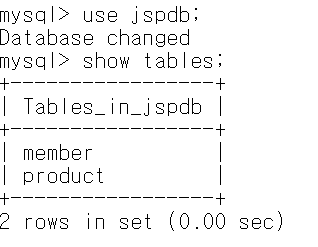 mysql> use jspdb;
Database changed
mysql> show tables;
+-----------------+
| Tables_in_jspdb |
+-----------------+
| member          |
| product         |
+-----------------+
2 rows in set (0.00 sec)